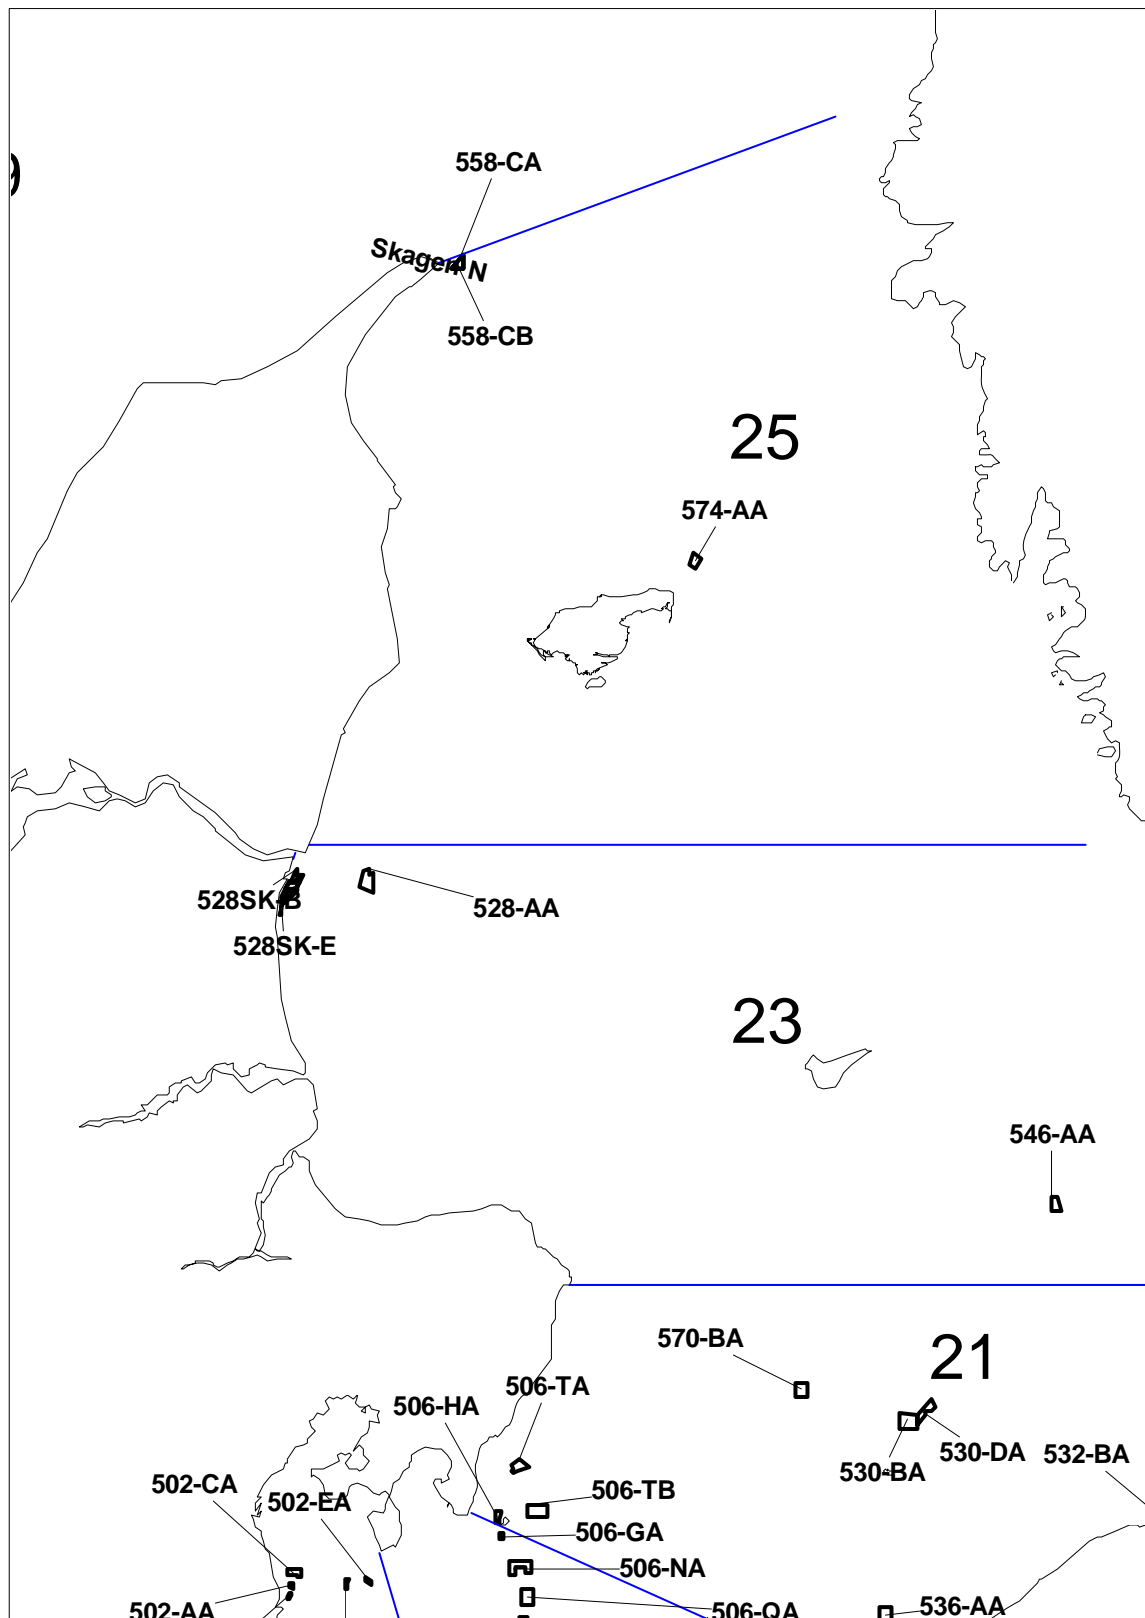 558-CA
9
Skagen N
558-CB
25
574-AA
528SK-B
528-AA
528SK-E
23
546-AA
21
570-BA
506-TA
506-HA
530-DA
532-BA
530-BA
502-CA
506-TB
502-EA
506-GA
506-NA
502-AA
506-QA
536-AA